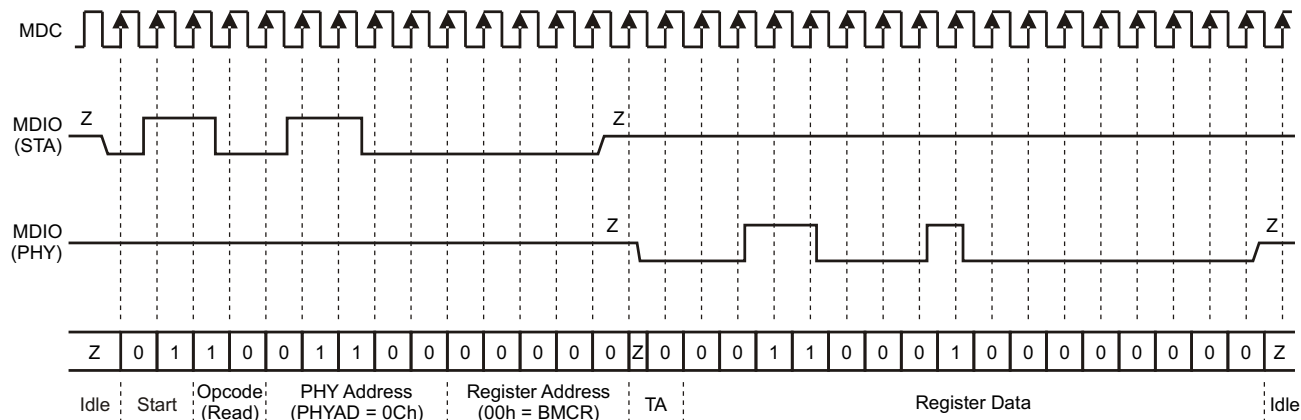 MDC
Z
Z
MDIO
(STA)
Z
Z
MDIO
(PHY)
Z 0 1 1 0 0 1 1 0 0 0 0 0 0 0 Z 0 0 0 1 1 0 0 0 1 0 0 0 0 0 0 0 0 Z
Idle
Start
Opcode
(Read)
PHY Address
(PHYAD = 0Ch)
Register Address
(00h = BMCR)
TA
Register Data
Idle